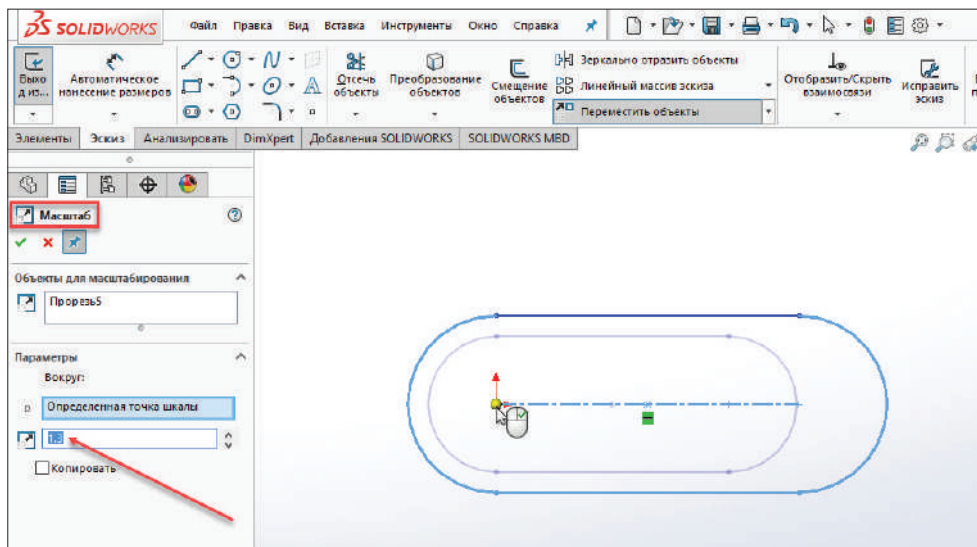 SOLIDWORKS Файл Правка Вид Вставка Инструменты Окно Справка
Выход из...
Автоматическое нанесение размеров
Отсечь объекты
Преобразование объектов
Смещение объектов
Зеркально отразить объекты
Линейный массив эскиза
Переместить объекты
Отобразить/Скрыть взаимосвязи
Исправить эскиз
Элементы Эскиз Анализировать DimXpert Добавления SOLIDWORKS SOLIDWORKS MBD
Масштаб
Объекты для масштабирования
Прорезь5
Параметры
Вокруг:
Определенная точка шкалы
1.3
Копировать